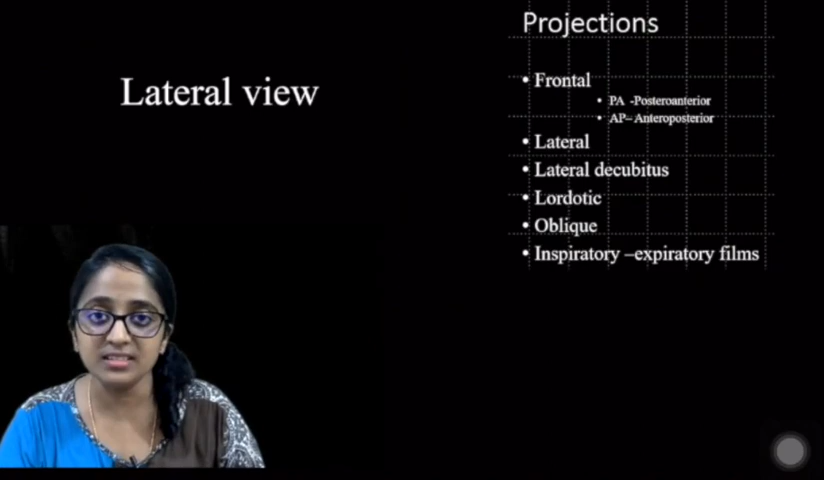 Lateral view
Projections
• Frontal
• PA -Posteroanterior
• AP– Anteroposterior
• Lateral
• Lateral decubitus
• Lordotic
• Oblique
• Inspiratory –expiratory films